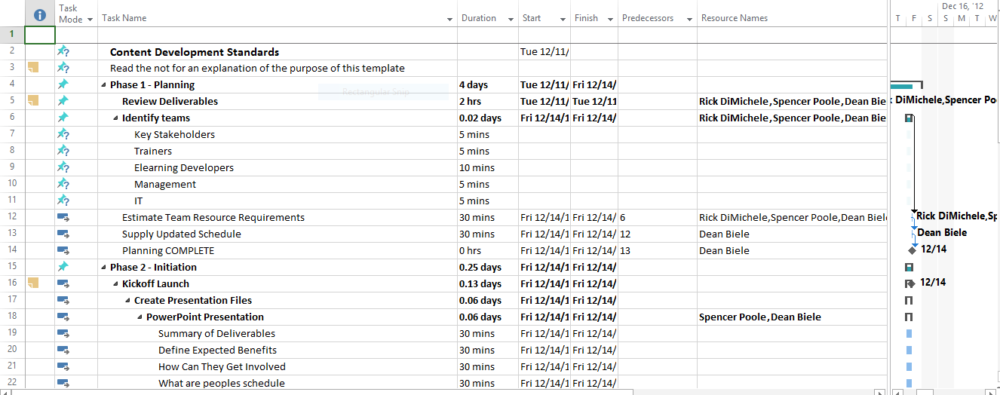 Dec 16, '12
Task Mode Task Name Duration Start Finish Predecessors Resource Names T F S S M T W
1
2 Content Development Standards Tue 12/11/
3 Read the not for an explanation of the purpose of this template
4 Phase 1 - Planning 4 days Tue 12/11/ Fri 12/14/
Rectangular Snip
5 Review Deliverables 2 hrs Tue 12/11/ Tue 12/11 Rick DiMichele,Spencer Poole,Dean Biele DiMichele,Spencer Po
6 Identify teams 0.02 days Fri 12/14/ Fri 12/14/ Rick DiMichele,Spencer Poole,Dean Bie
7 Key Stakeholders 5 mins
8 Trainers 5 mins
9 Elearning Developers 10 mins
10 Management 5 mins
11 IT 5 mins
12 Estimate Team Resource Requirements 30 mins Fri 12/14/1 Fri 12/14/ 6 Rick DiMichele,Spencer Poole,Dean Biele Rick DiMichele,Sp
13 Supply Updated Schedule 30 mins Fri 12/14/1 Fri 12/14/ 12 Dean Biele Dean Biele
14 Planning COMPLETE 0 hrs Fri 12/14/1 Fri 12/14/ 13 Dean Biele 12/14
15 Phase 2 - Initiation 0.25 days Fri 12/14/ Fri 12/14/
16 Kickoff Launch 0.13 days Fri 12/14/ Fri 12/14/ 12/14
17 Create Presentation Files 0.06 days Fri 12/14/ Fri 12/14/
18 PowerPoint Presentation 0.06 days Fri 12/14/ Fri 12/14/ Spencer Poole,Dean Biele
19 Summary of Deliverables 30 mins Fri 12/14/1 Fri 12/14/
20 Define Expected Benefits 30 mins Fri 12/14/1 Fri 12/14/
21 How Can They Get Involved 30 mins Fri 12/14/1 Fri 12/14/
22 What are peoples schedule 30 mins Fri 12/14/1 Fri 12/14/